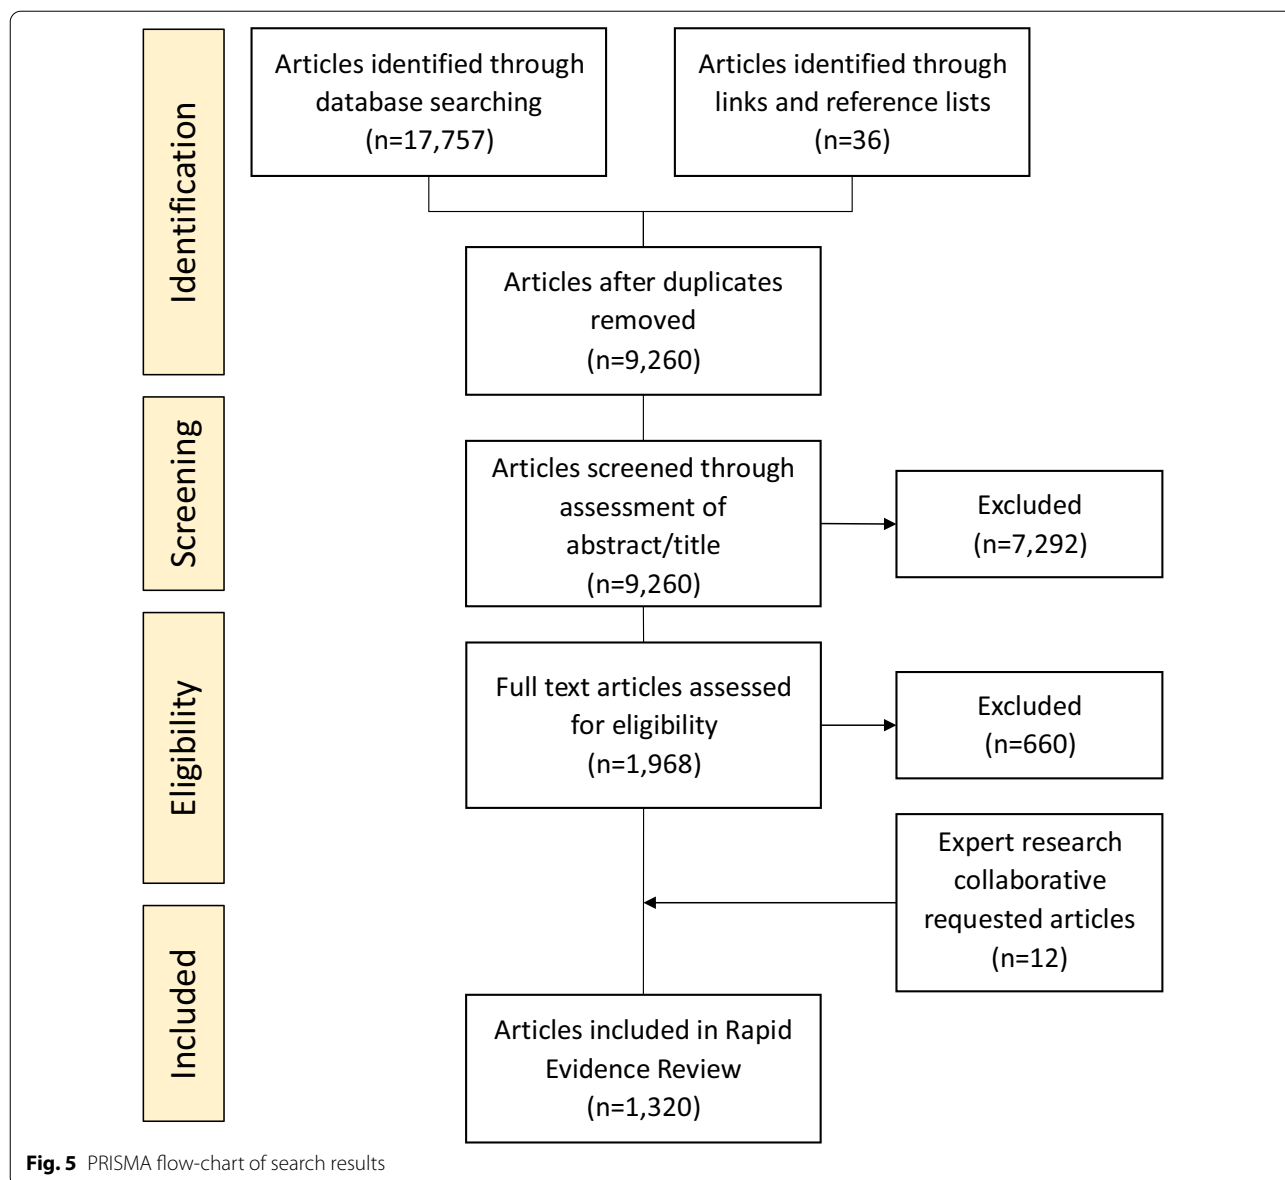 Identification
Articles identified through
database searching
(n=17,757)
Articles identified through
links and reference lists
(n=36)
Articles after duplicates
removed
(n=9,260)
Screening
Articles screened through
assessment of
abstract/title
(n=9,260)
Excluded
(n=7,292)
Eligibility
Full text articles assessed
for eligibility
(n=1,968)
Excluded
(n=660)
Expert research
collaborative
requested articles
(n=12)
Included
Articles included in Rapid
Evidence Review
(n=1,320)
Fig. 5 PRISMA flow-chart of search results